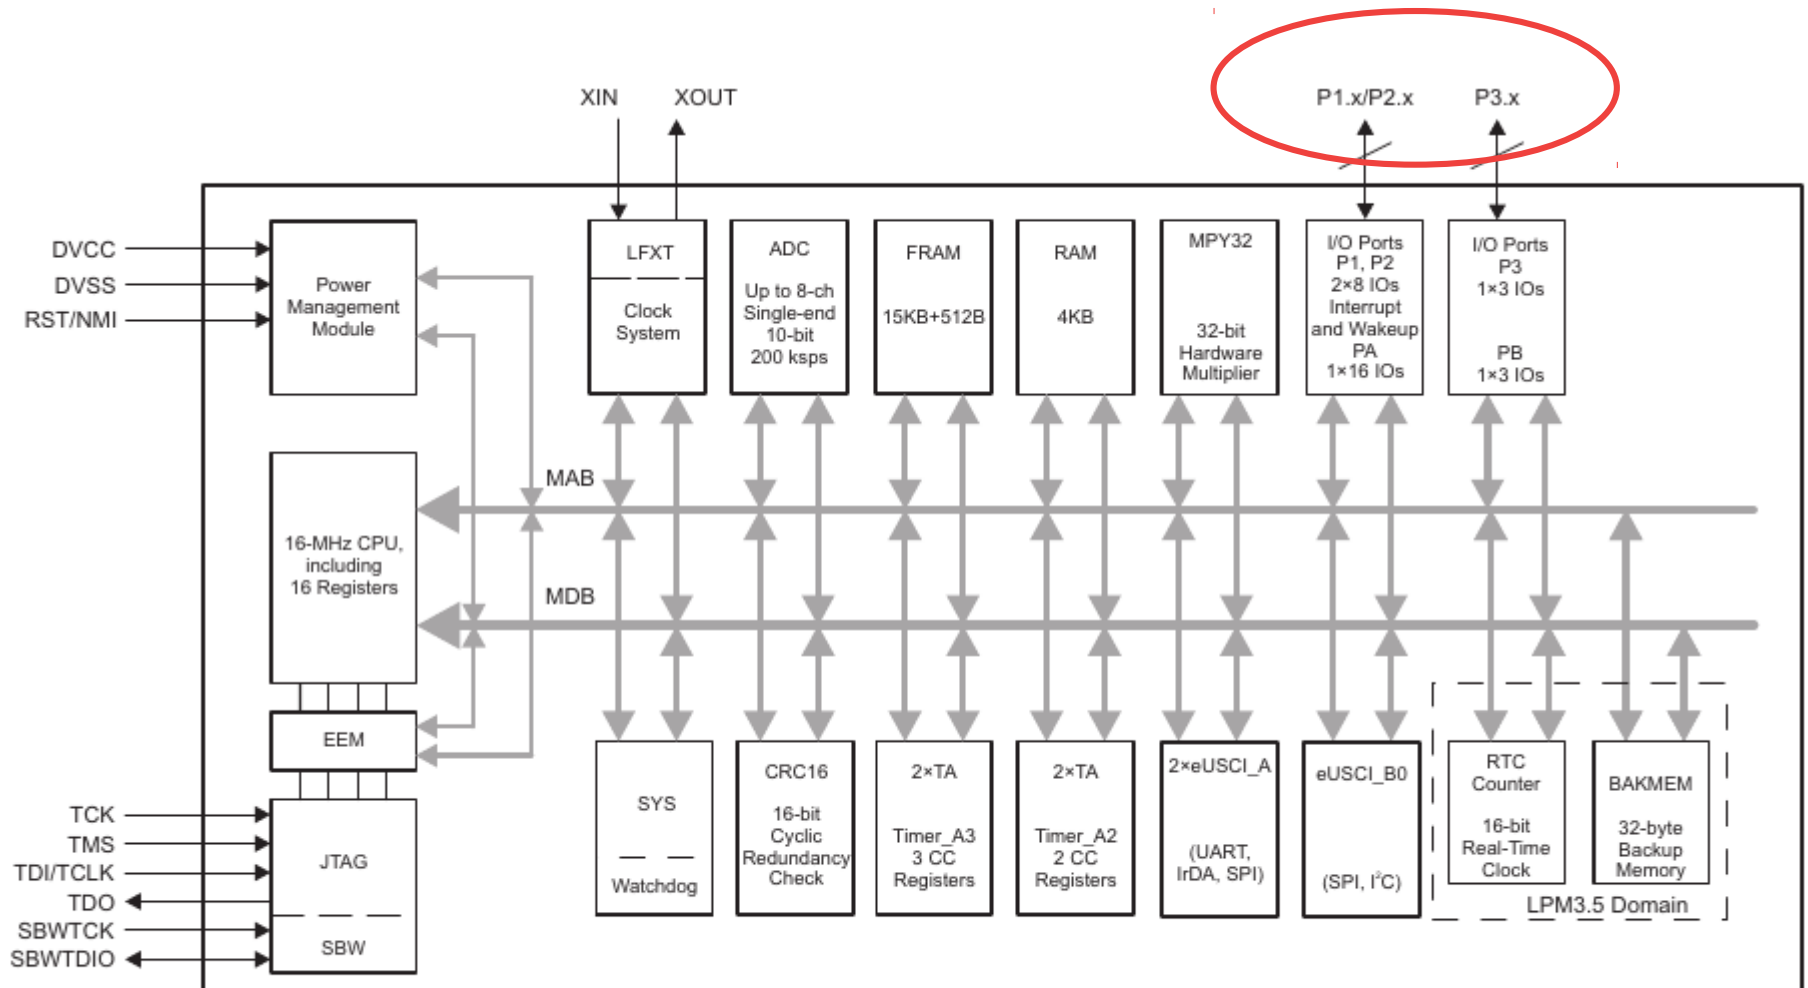 XIN
XOUT
P1.x/P2.x
P3.x
DVCC
DVSS
RST/NMI
Power
Management
Module
LFXT
Clock
System
ADC
Up to 8-ch
Single-end
10-bit
200 ksps
FRAM
15KB+512B
RAM
4KB
MPY32
32-bit
Hardware
Multiplier
I/O Ports
P1, P2
2×8 IOs
Interrupt
and Wakeup
PA
1×16 IOs
I/O Ports
P3
1×3 IOs
PB
1×3 IOs
MAB
16-MHz CPU,
including
16 Registers
MDB
EEM
TCK
TMS
TDI/TCLK
TDO
SBWTCK
SBWTDIO
JTAG
SBW
SYS
Watchdog
CRC16
16-bit
Cyclic
Redundancy
Check
2×TA
Timer_A3
3 CC
Registers
2×TA
Timer_A2
2 CC
Registers
2×eUSCI_A
(UART,
IrDA, SPI)
eUSCI_B0
(SPI, I²C)
RTC
Counter
16-bit
Real-Time
Clock
BAKMEM
32-byte
Backup
Memory
LPM3.5 Domain